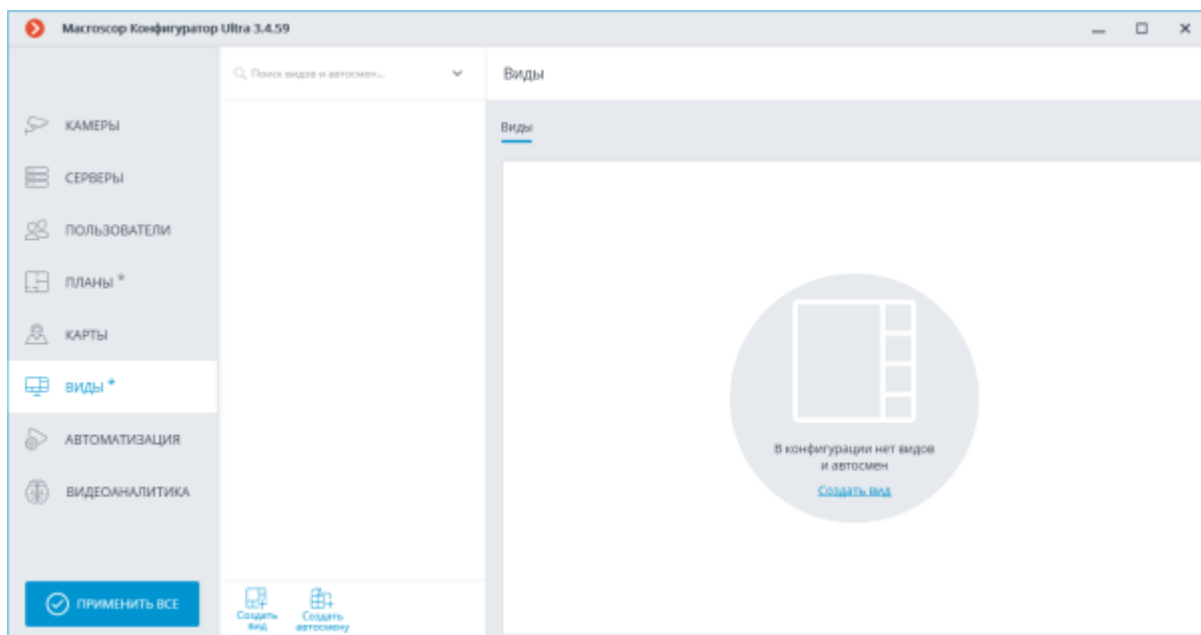 Macroscop Конфигуратор Ultra 3.4.59
Поиск видов и автосмен...
Виды
КАМЕРЫ
СЕРВЕРЫ
ПОЛЬЗОВАТЕЛИ
ПЛАНЫ *
КАРТЫ
ВИДЫ *
АВТОМАТИЗАЦИЯ
ВИДЕОАНАЛИТИКА
ПРИМЕНИТЬ ВСЕ
Создать
вид
Создать
автосмену
Виды
В конфигурации нет видов
и автосмен
Создать вид